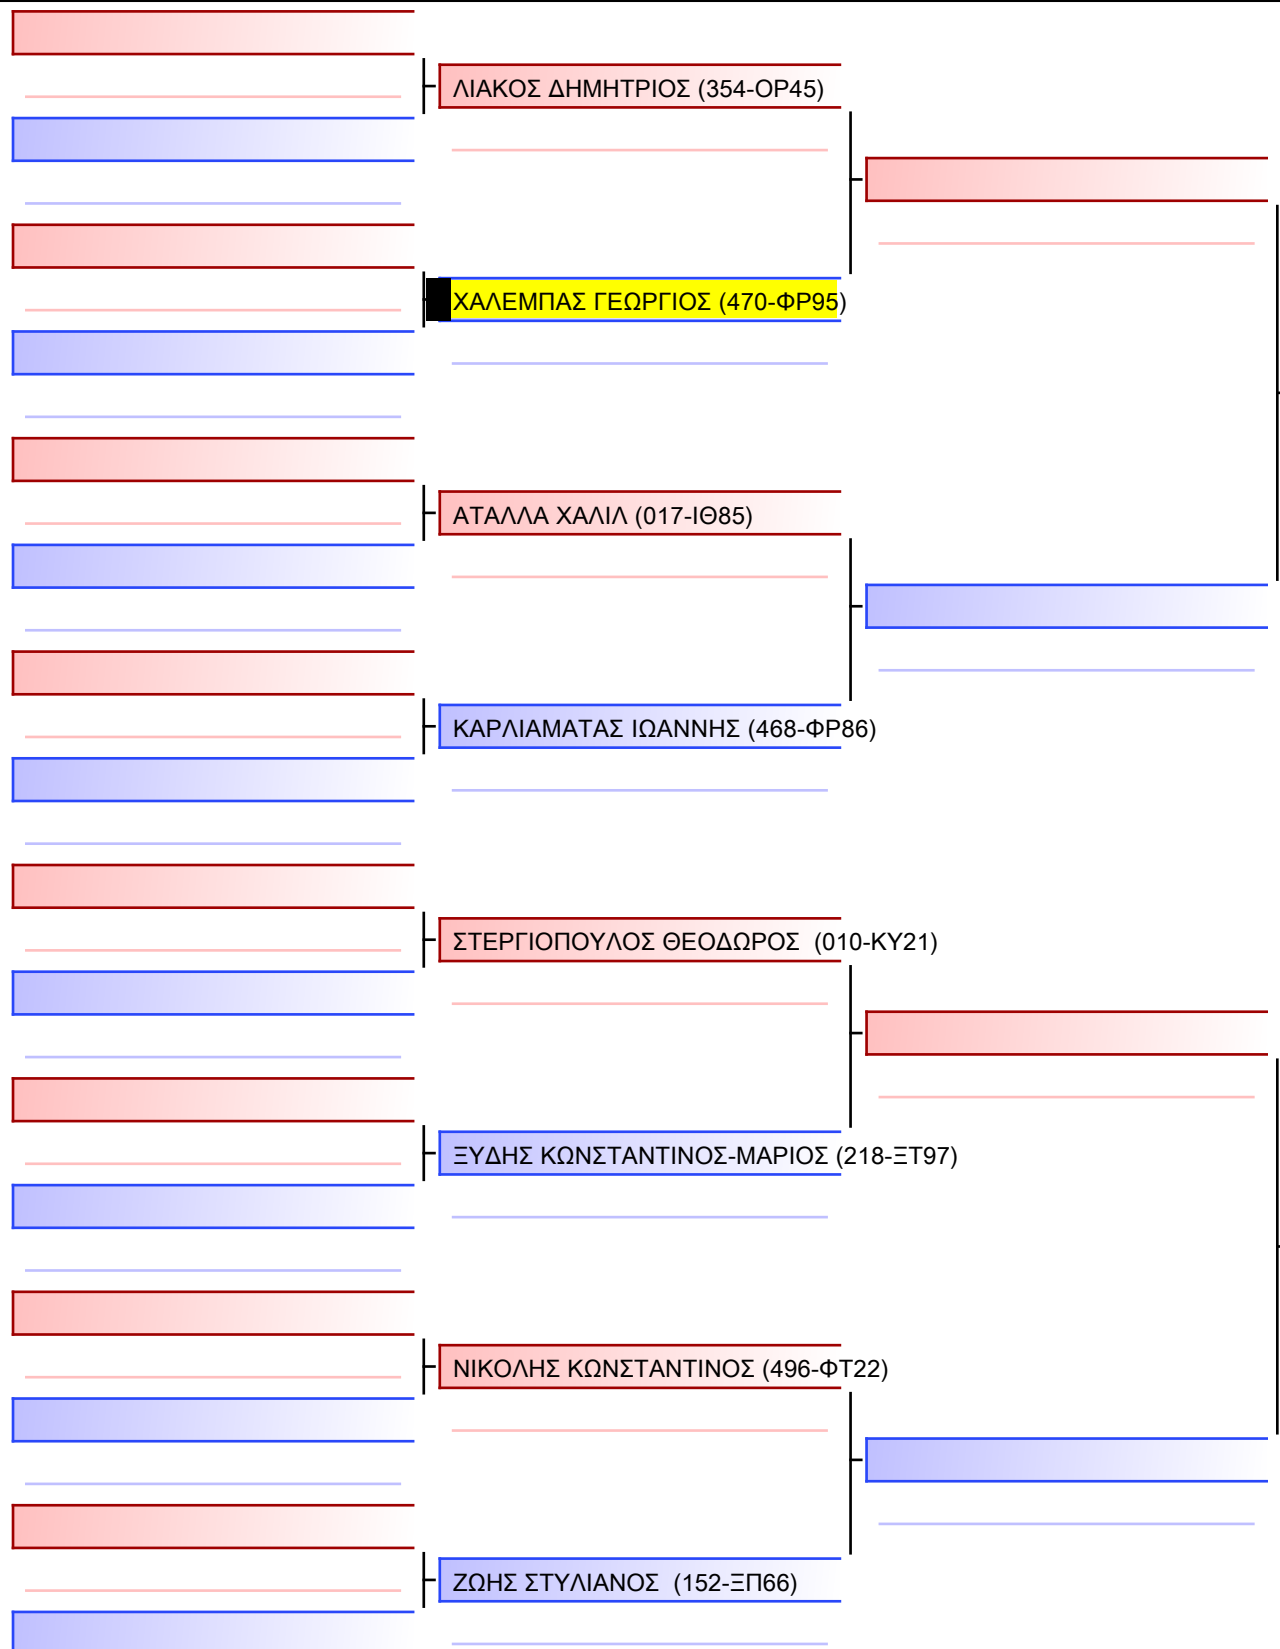 ΛΙΑΚΟΣ ΔΗΜΗΤΡΙΟΣ (354-ΟΡ45)
ΧΑΛΕΜΠΑΣ ΓΕΩΡΓΙΟΣ (470-ΦΡ95)
ΑΤΑΛΛΑ ΧΑΛΙΛ (017-ΙΘ85)
ΚΑΡΛΙΑΜΑΤΑΣ ΙΩΑΝΝΗΣ (468-ΦΡ86)
ΣΤΕΡΓΙΟΠΟΥΛΟΣ ΘΕΟΔΩΡΟΣ (010-ΚΥ21)
ΞΥΔΗΣ ΚΩΝΣΤΑΝΤΙΝΟΣ-ΜΑΡΙΟΣ (218-ΞΤ97)
ΝΙΚΟΛΗΣ ΚΩΝΣΤΑΝΤΙΝΟΣ (496-ΦΤ22)
ΖΩΗΣ ΣΤΥΛΙΑΝΟΣ (152-ΞΠ66)